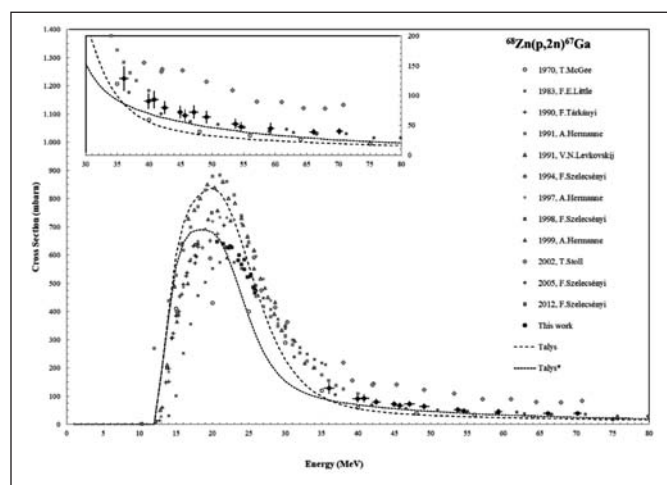 ⁶⁸Zn(p,2n)⁶⁷Ga
1.400
1.300
1.200
1.100
1.000
900
800
700
600
500
400
300
200
100
0
Cross Section (mbarn)
200
150
100
50
0
30 35 40 45 50 55 60 65 70 75 80
0 5 10 15 20 25 30 35 40 45 50 55 60 65 70 75 80
Energy (MeV)
1970, T.McGee
1983, F.E.Little
1990, F.Tárkányi
1991, A.Hermanne
1991, V.N.Levkovskij
1994, F.Szelecsényi
1997, A.Hermanne
1998, F.Szelecsényi
1999, A.Hermanne
2002, T.Stoll
2005, F.Szelecsényi
2012, F.Szelecsényi
This work
Talys
Talys*